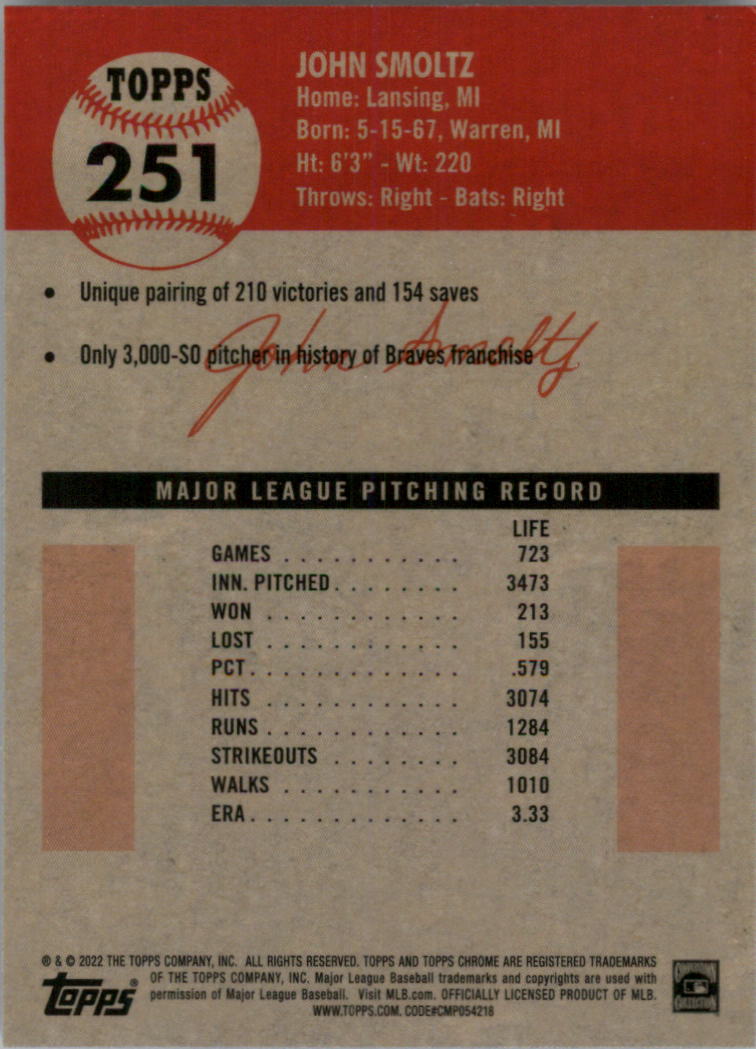 TOPPS
251
JOHN SMOLTZ
Home: Lansing, MI
Born: 5-15-67, Warren, MI
Ht: 6'3" - Wt: 220
Throws: Right - Bats: Right
• Unique pairing of 210 victories and 154 saves
• Only 3,000-SO pitcher in history of Braves franchise
John Smoltz
MAJOR LEAGUE PITCHING RECORD
LIFE
GAMES . . . . . . . . . . . 723
INN. PITCHED . . . . . . . . 3473
WON . . . . . . . . . . . . 213
LOST . . . . . . . . . . . . 155
PCT . . . . . . . . . . . . . .579
HITS . . . . . . . . . . . . 3074
RUNS . . . . . . . . . . . . 1284
STRIKEOUTS . . . . . . . . 3084
WALKS . . . . . . . . . . . 1010
ERA . . . . . . . . . . . . . 3.33
® & © 2022 THE TOPPS COMPANY, INC. ALL RIGHTS RESERVED. TOPPS AND TOPPS CHROME ARE REGISTERED TRADEMARKS
OF THE TOPPS COMPANY, INC. Major League Baseball trademarks and copyrights are used with
permission of Major League Baseball. Visit MLB.com. OFFICIALLY LICENSED PRODUCT OF MLB.
WWW.TOPPS.COM. CODE#CMP054218
topps®